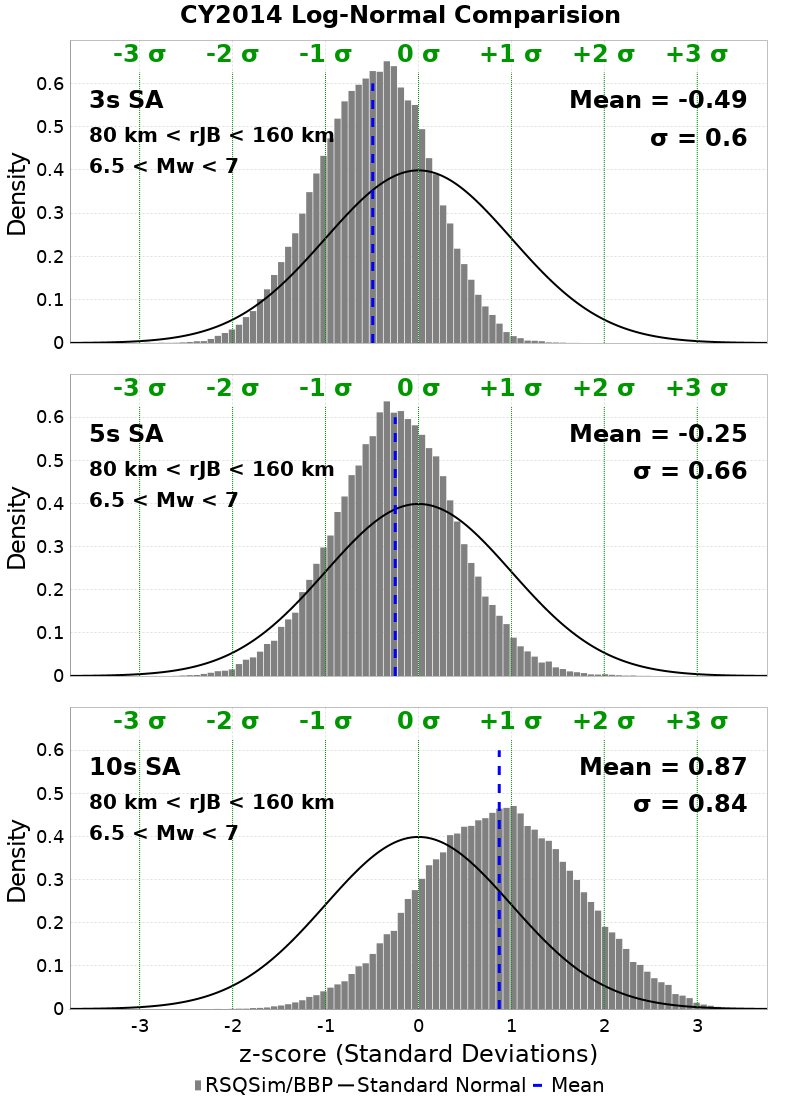 CY2014 Log-Normal Comparision
-3 σ -2 σ -1 σ 0 σ +1 σ +2 σ +3 σ
3s SA
Mean = -0.49
80 km < rJB < 160 km
σ = 0.6
6.5 < Mw < 7
0.6
0.5
0.4
0.3
0.2
0.1
0
Density
-3 σ -2 σ -1 σ 0 σ +1 σ +2 σ +3 σ
5s SA
Mean = -0.25
80 km < rJB < 160 km
σ = 0.66
6.5 < Mw < 7
0.6
0.5
0.4
0.3
0.2
0.1
0
Density
-3 σ -2 σ -1 σ 0 σ +1 σ +2 σ +3 σ
10s SA
Mean = 0.87
80 km < rJB < 160 km
σ = 0.84
6.5 < Mw < 7
0.6
0.5
0.4
0.3
0.2
0.1
0
Density
-3 -2 -1 0 1 2 3
z-score (Standard Deviations)
RSQSim/BBP Standard Normal Mean